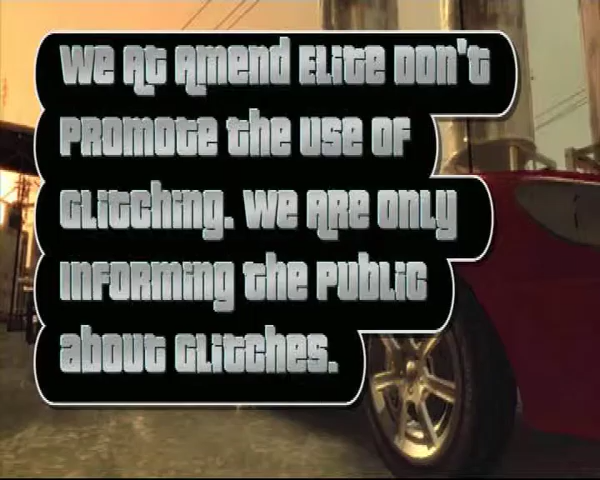 We At Amend Elite Don't
Promote the use of
Glitching. We are only
informing the public
about Glitches.